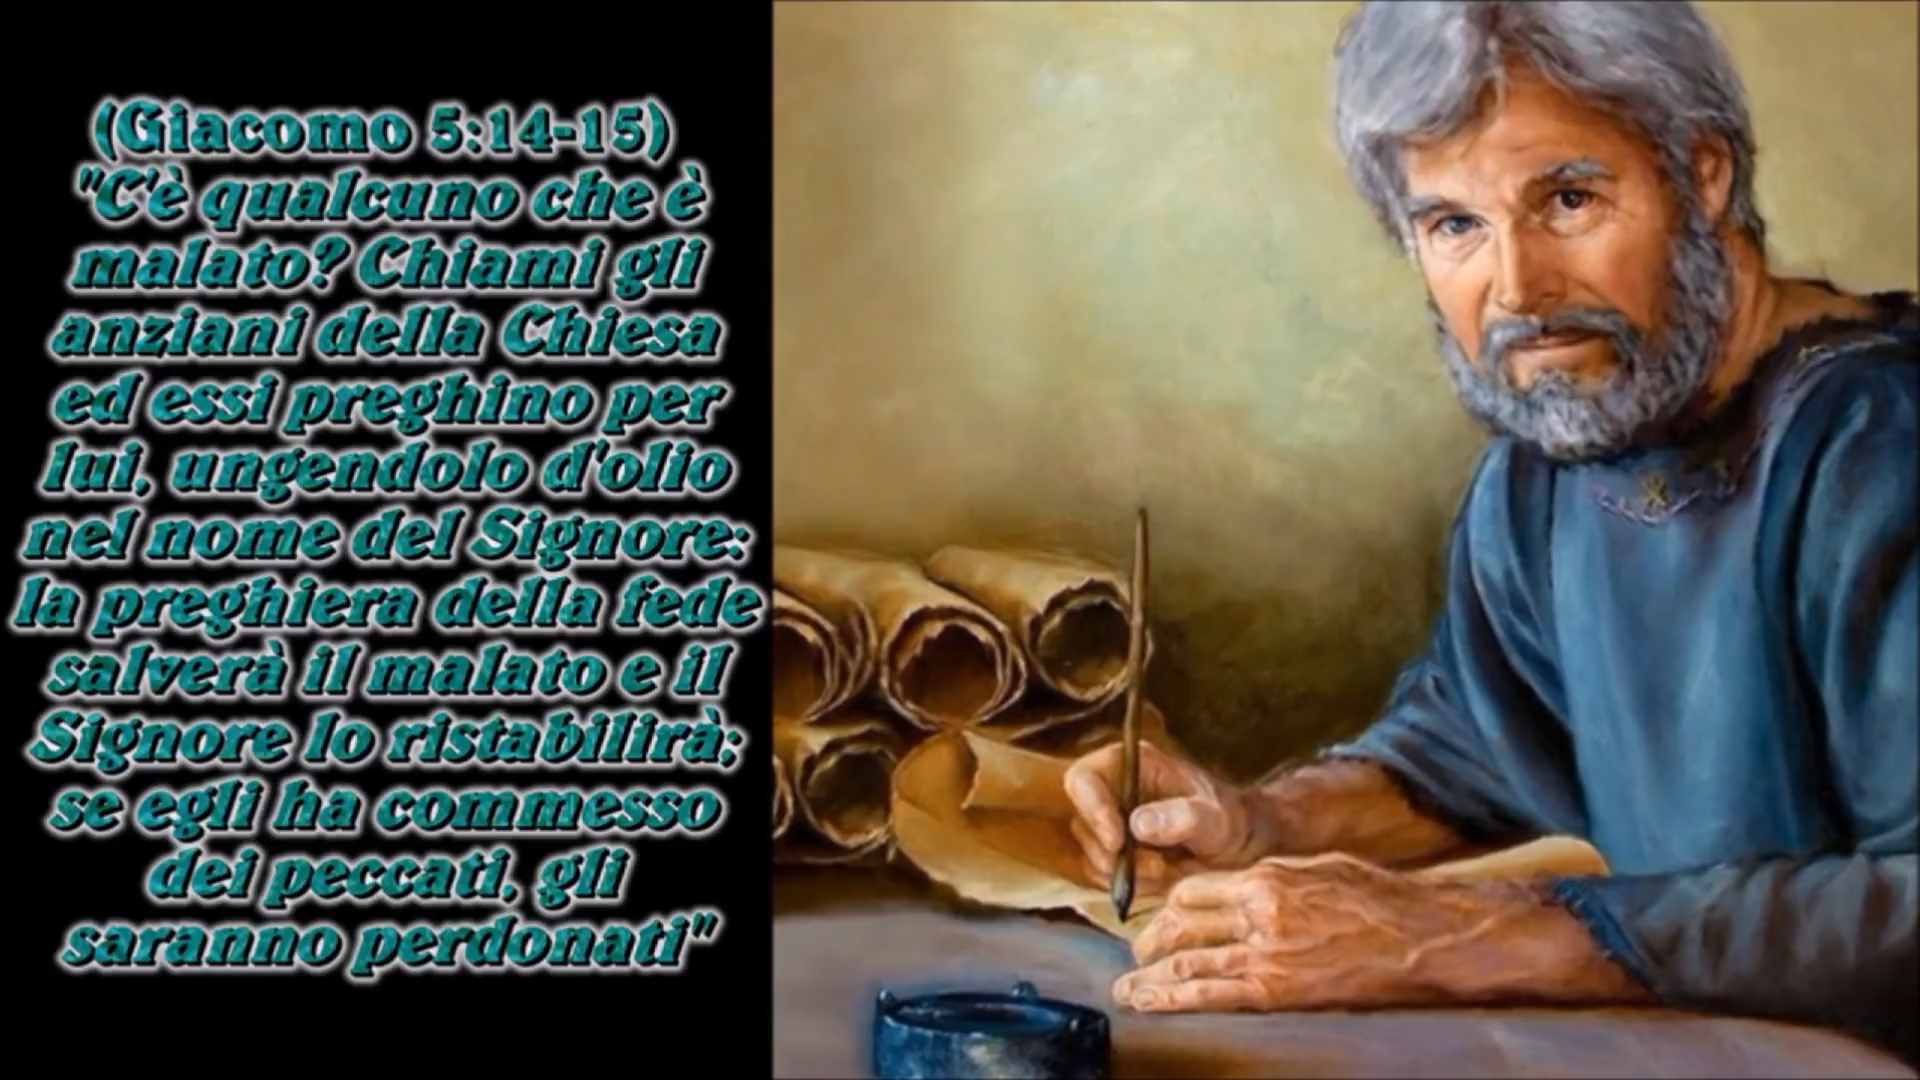 (Giacomo 5:14-15)
"C'è qualcuno che è
malato? Chiami gli
anziani della Chiesa
ed essi preghino per
lui, ungendolo d'olio
nel nome del Signore:
la preghiera della fede
salverà il malato e il
Signore lo ristabilirà;
se egli ha commesso
dei peccati, gli
saranno perdonati"